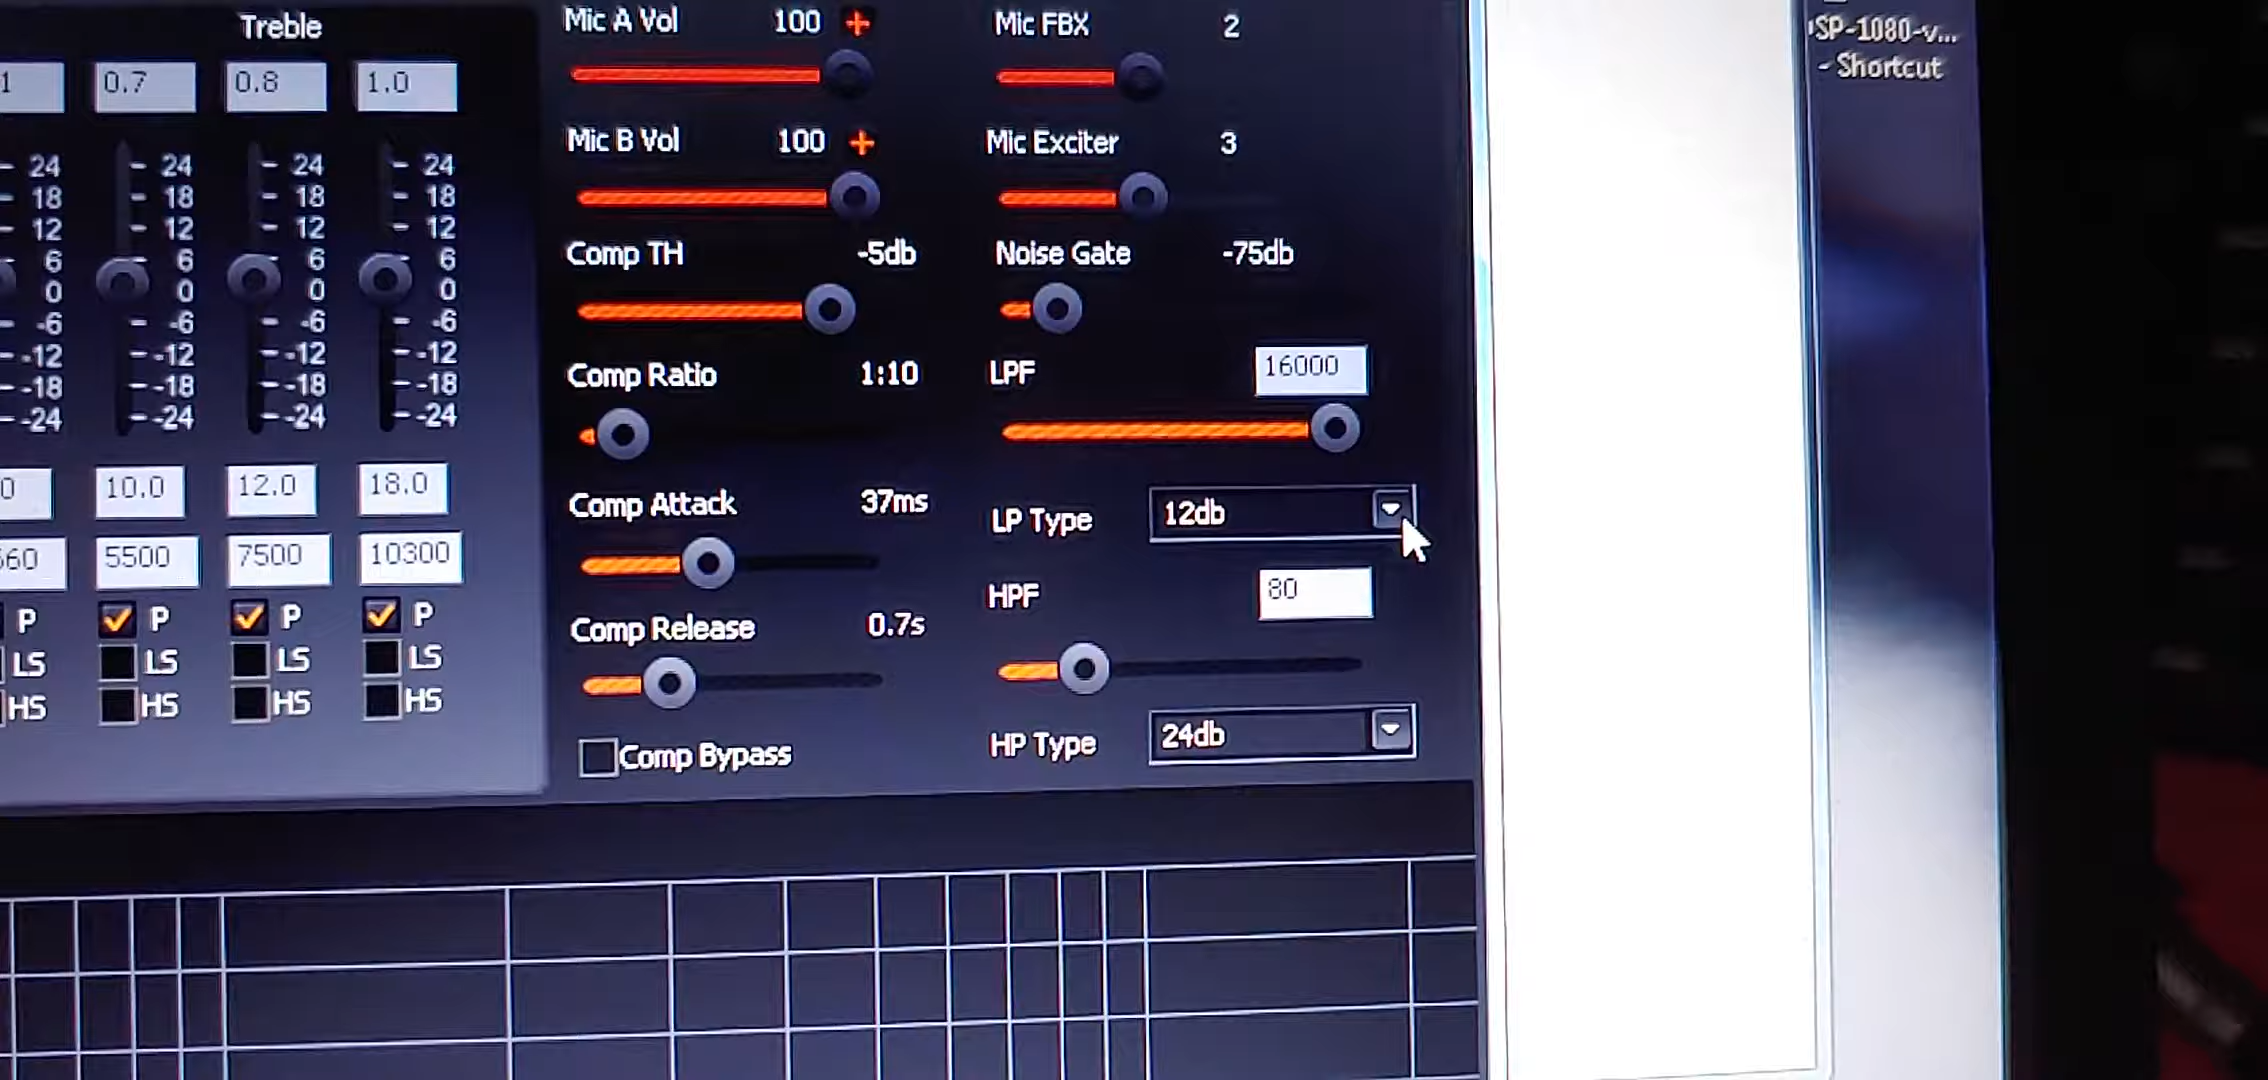 Treble
1 0.7 0.8 1.0
24 24 24 24
18 18 18 18
12 12 12 12
6 6 6 6
0 0 0 0
-6 -6 -6 -6
-12 -12 -12 -12
-18 -18 -18 -18
-24 -24 -24 -24
0 10.0 12.0 18.0
560 5500 7500 10300
P P P P
LS LS LS LS
HS HS HS HS
Mic A Vol 100 +
Mic B Vol 100 +
Comp TH -5db
Comp Ratio 1:10
Comp Attack 37ms
Comp Release 0.7s
Comp Bypass
Mic FBX 2
Mic Exciter 3
Noise Gate -75db
LPF 16000
LP Type 12db
HPF 80
HP Type 24db
SP-1080-v...
- Shortcut